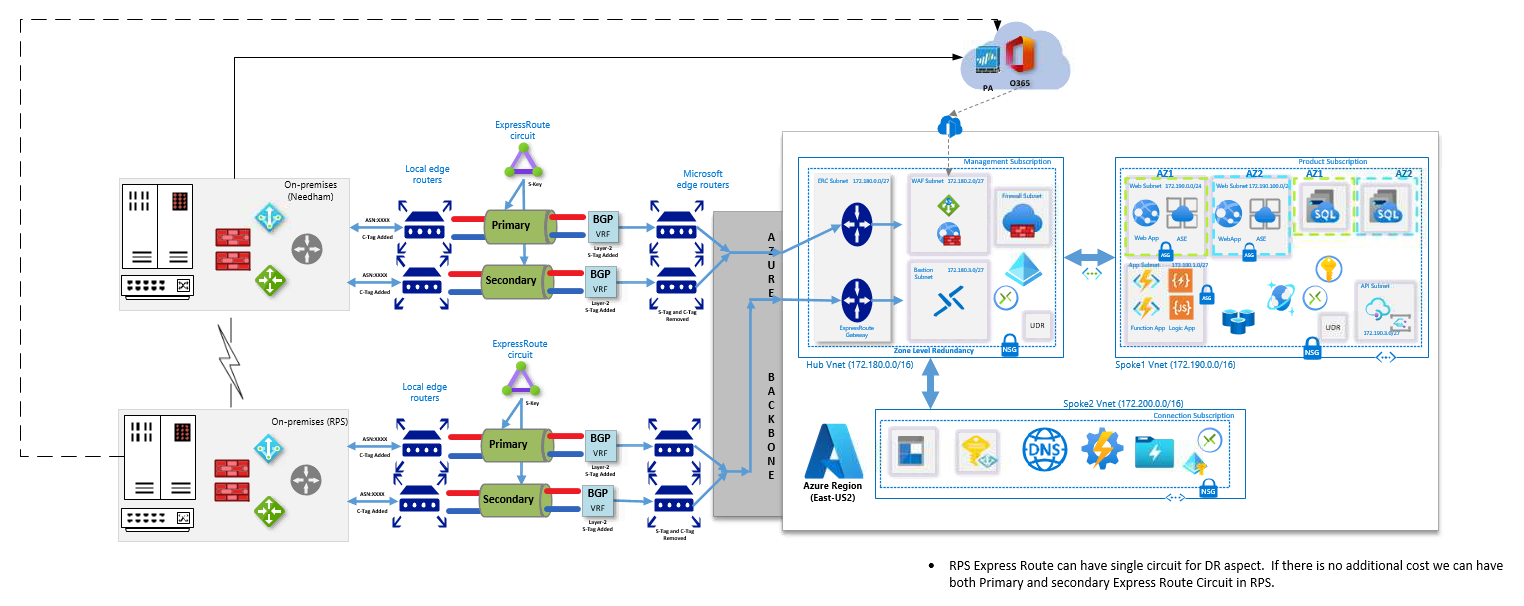 PA
O365
ExpressRoute
circuit
S-Key
Local edge
routers
Microsoft
edge routers
On-premises
(Needham)
ASN:XXXX
C-Tag Added
Primary
BGP
VRF
Layer-2
S-Tag Added
ASN:XXXX
C-Tag Added
Secondary
BGP
VRF
Layer-2
S-Tag Added
S-Tag and C-Tag
Removed
ExpressRoute
circuit
S-Key
Local edge
routers
On-premises (RPS)
ASN:XXXX
C-Tag Added
Primary
BGP
VRF
Layer-2
S-Tag Added
ASN:XXXX
C-Tag Added
Secondary
BGP
VRF
Layer-2
S-Tag Added
S-Tag and C-Tag
Removed
AZURE
BACKBONE
Management Subscription
ERC Subnet 172.180.0.0/27
WAF Subnet 172.180.2.0/27
Firewall Subnet
Bastion
Subnet
172.180.3.0/27
ExpressRoute
Gateway
UDR
NSG
Zone Level Redundancy
Hub Vnet (172.180.0.0/16)
Product Subscription
AZ1
AZ2
AZ1
AZ2
Web Subnet 172.190.0.0/24
Web Subnet 172.190.100.0/2
SQL
SQL
Web App
ASE
WebApp
ASE
ASG
ASG
App Subnet 172.190.1.0/27
ASG
Function App
Logic App
API Subnet
172.190.3.0/27
UDR
NSG
Spoke1 Vnet (172.190.0.0/16)
Spoke2 Vnet (172.200.0.0/16)
Connection Subscription
DNS
NSG
Azure Region
(East-US2)
• RPS Express Route can have single circuit for DR aspect. If there is no additional cost we can have
both Primary and secondary Express Route Circuit in RPS.